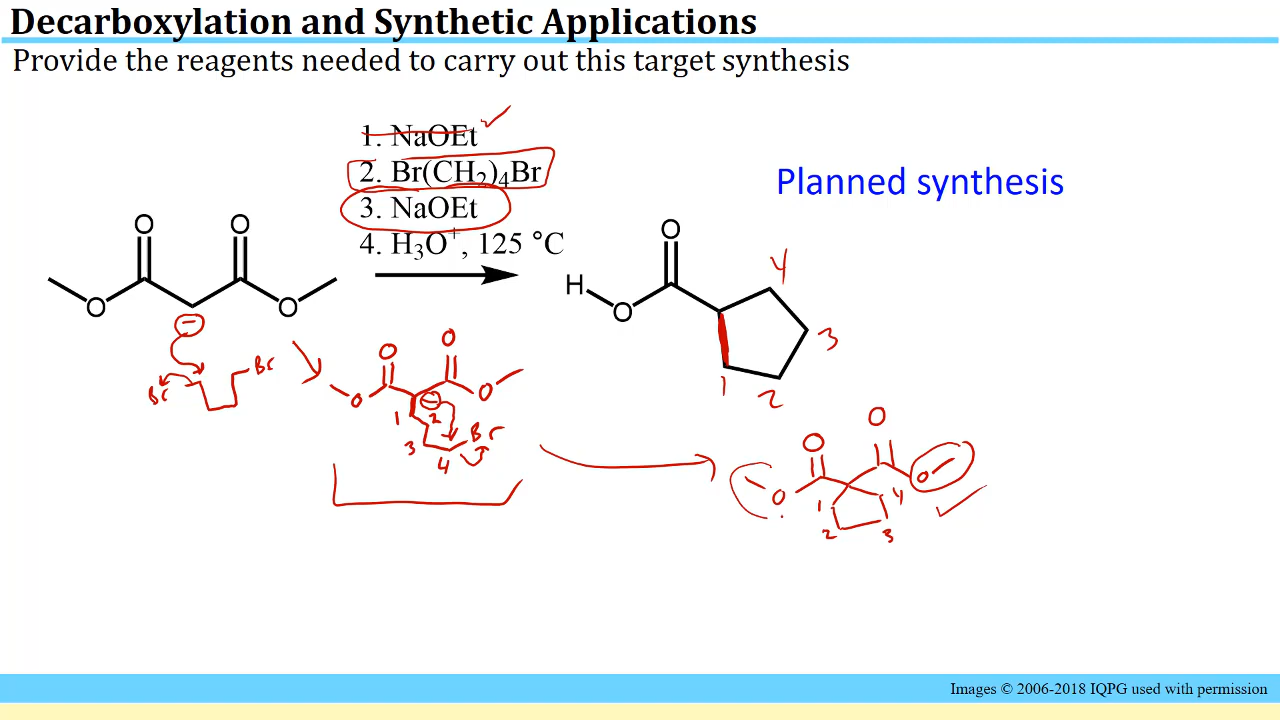 Decarboxylation and Synthetic Applications
Provide the reagents needed to carry out this target synthesis
1. NaOEt
2. Br(CH₂)₄Br
3. NaOEt
4. H₃O⁺, 125 °C
Planned synthesis
O O
O O
O
H
O
4
3
1
2
Br
Br
O O
O O
1 2
3 4
Br
O O
O O
1 4
2 3
Images © 2006-2018 IQPG used with permission